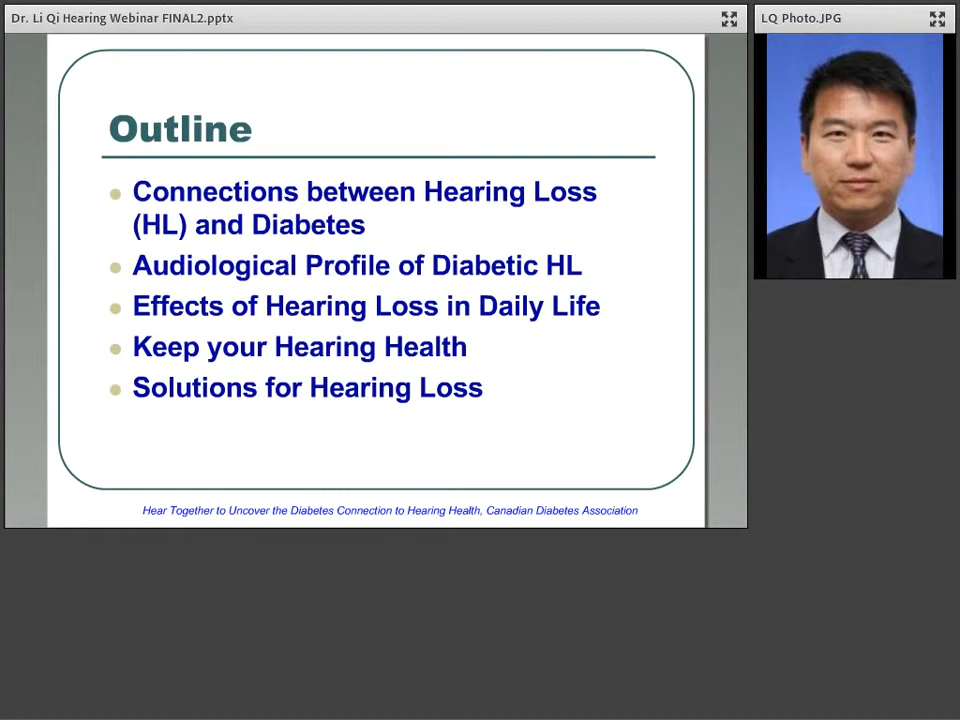 Dr. Li Qi Hearing Webinar FINAL2.pptx
LQ Photo.JPG
Outline
Connections between Hearing Loss
(HL) and Diabetes
Audiological Profile of Diabetic HL
Effects of Hearing Loss in Daily Life
Keep your Hearing Health
Solutions for Hearing Loss
Hear Together to Uncover the Diabetes Connection to Hearing Health, Canadian Diabetes Association